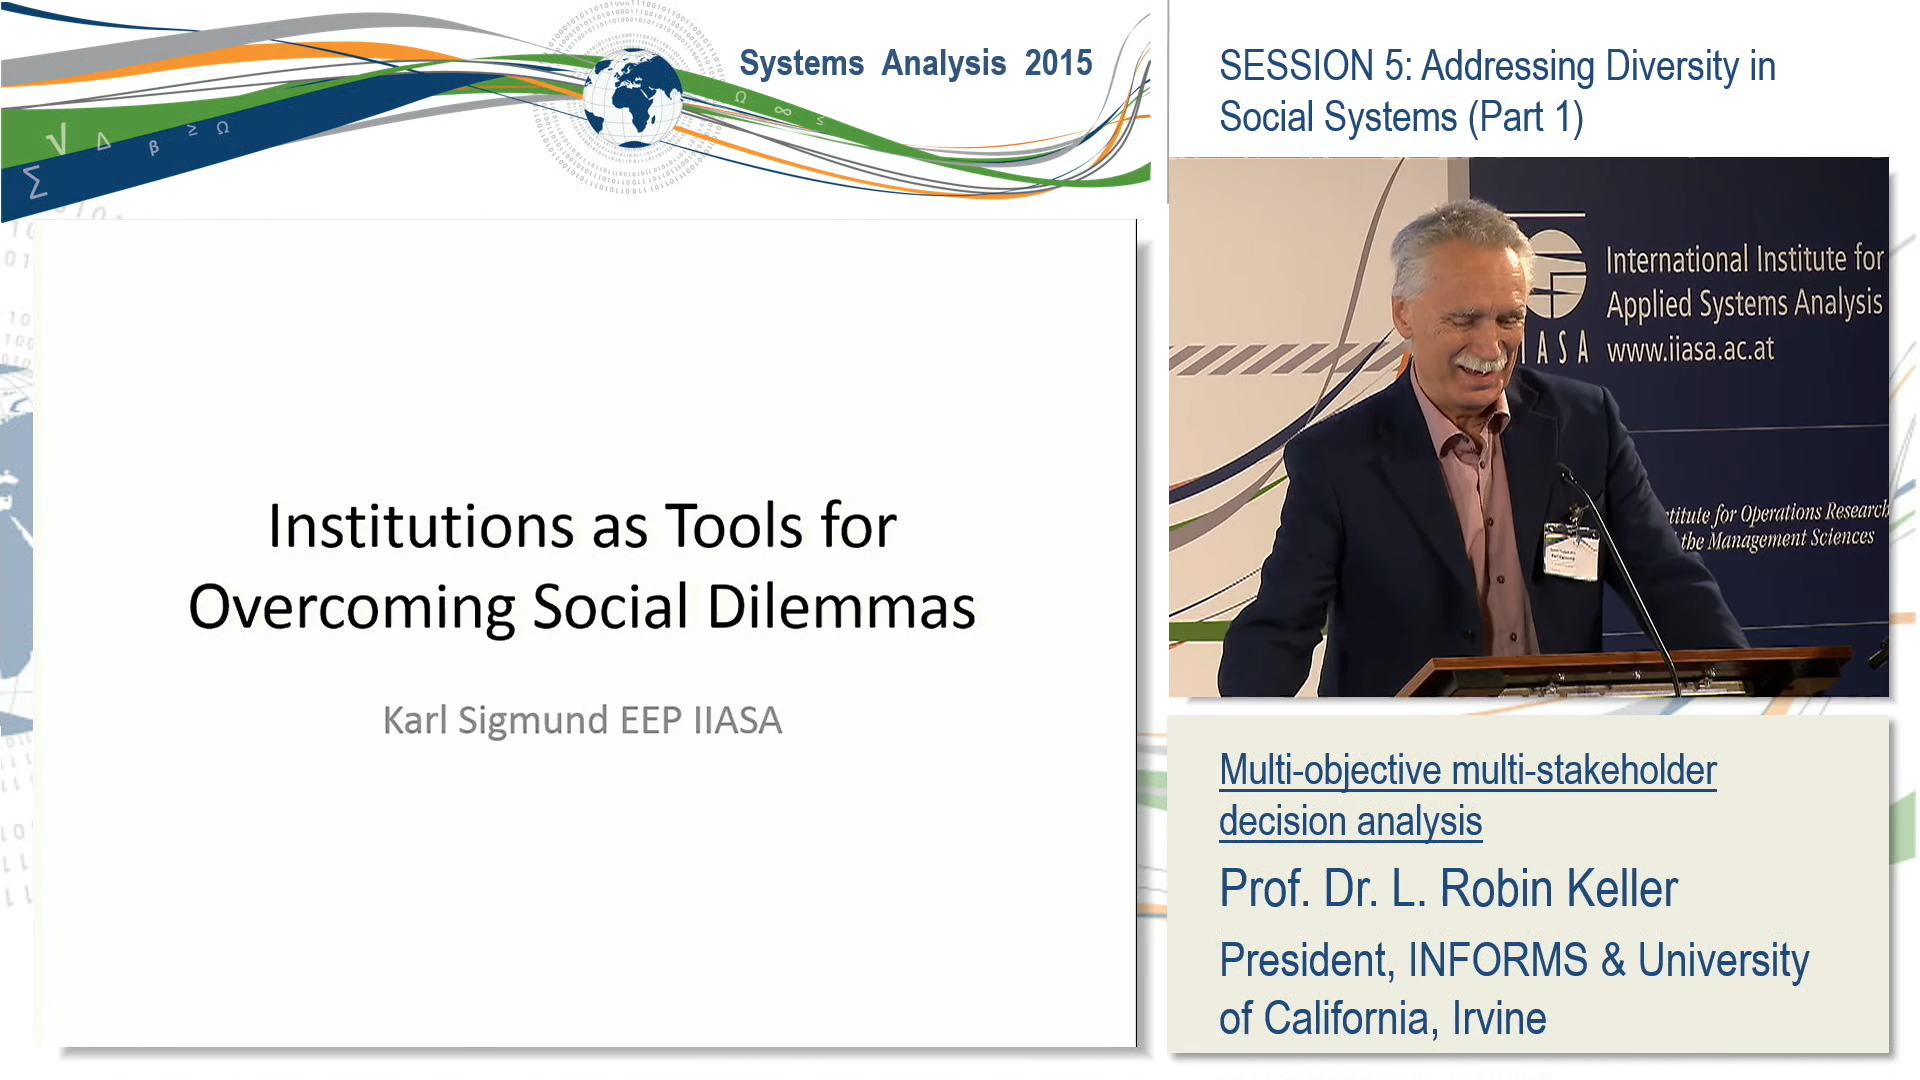 Systems Analysis 2015
SESSION 5: Addressing Diversity in
Social Systems (Part 1)
Institutions as Tools for
Overcoming Social Dilemmas
Karl Sigmund EEP IIASA
International Institute for
Applied Systems Analysis
IASA www.iiasa.ac.at
titute for Operations Research
the Management Sciences
Multi-objective multi-stakeholder
decision analysis
Prof. Dr. L. Robin Keller
President, INFORMS & University
of California, Irvine